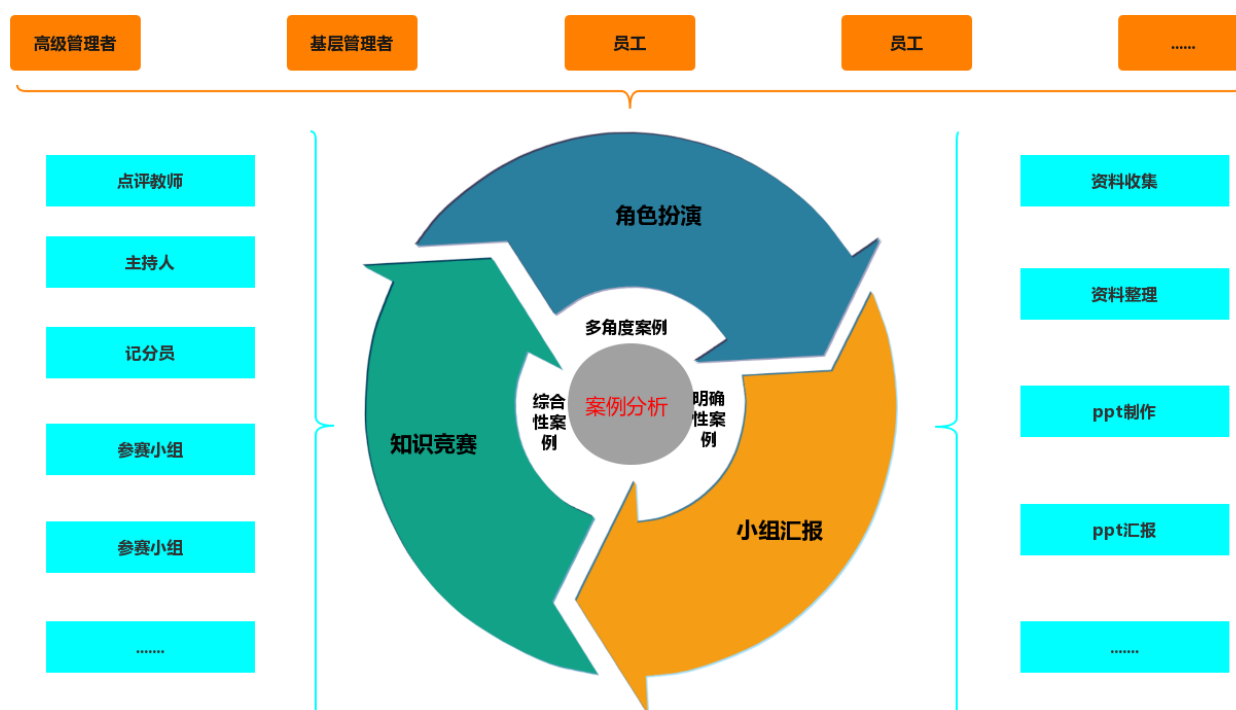 高级管理者
基层管理者
员工
员工
......
点评教师
主持人
记分员
参赛小组
参赛小组
.......
角色扮演
多角度案例
综合
性案
例
案例分析
明确
性案
例
知识竞赛
小组汇报
资料收集
资料整理
ppt制作
ppt汇报
.......